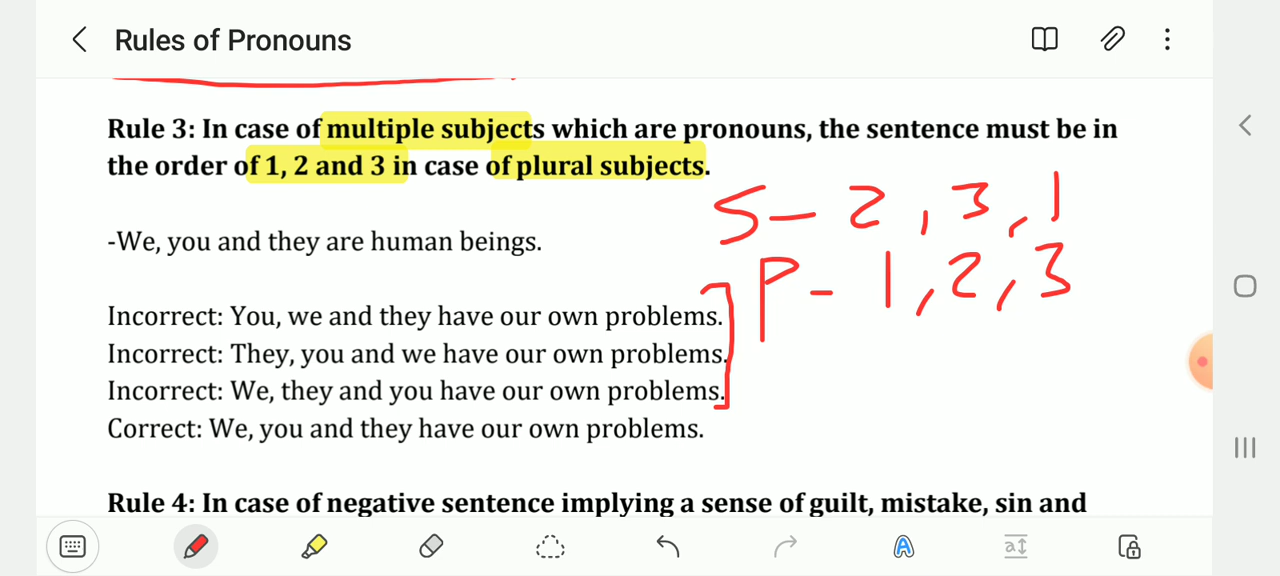 Rules of Pronouns
Rule 3: In case of multiple subjects which are pronouns, the sentence must be in
the order of 1, 2 and 3 in case of plural subjects.
S - 2, 3, 1
-We, you and they are human beings.
P - 1, 2, 3
Incorrect: You, we and they have our own problems.
Incorrect: They, you and we have our own problems.
Incorrect: We, they and you have our own problems.
Correct: We, you and they have our own problems.
Rule 4: In case of negative sentence implying a sense of guilt, mistake, sin and
A
a